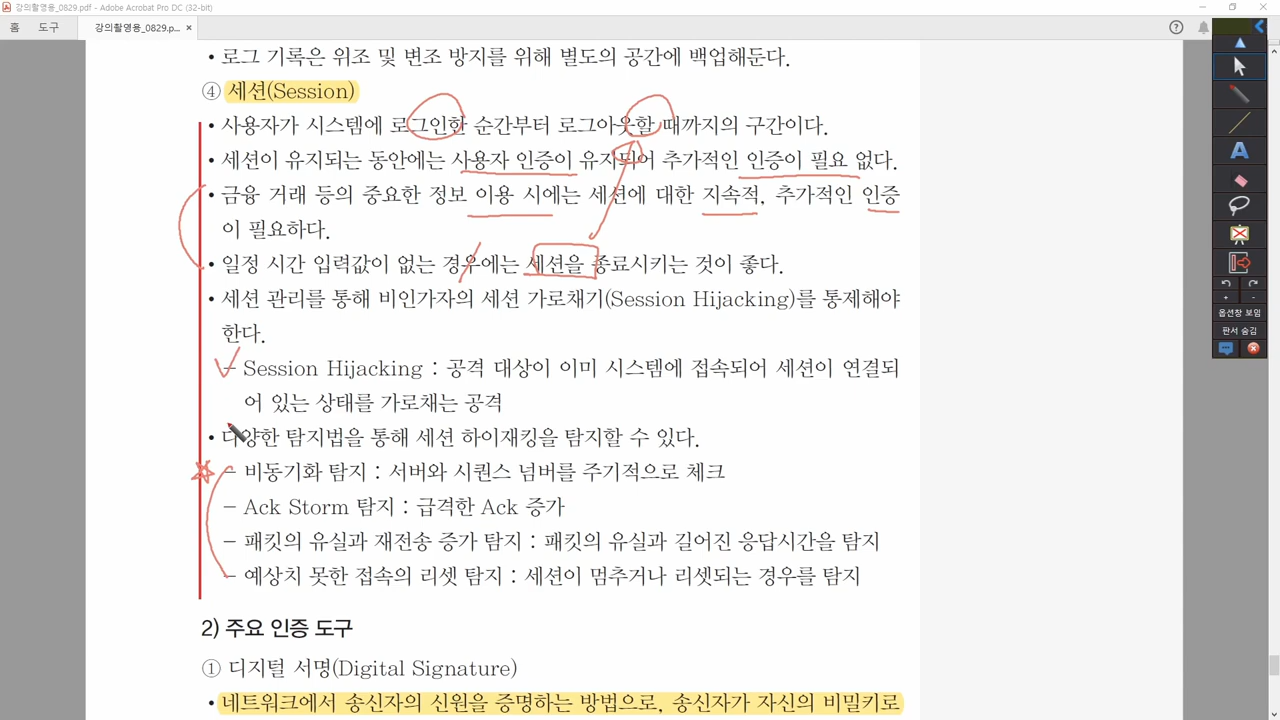 강의촬영용_0829.pdf - Adobe Acrobat Pro DC (32-bit)
홈 도구 강의촬영용_0829.p... ×
• 로그 기록은 위조 및 변조 방지를 위해 별도의 공간에 백업해둔다.
④ 세션(Session)
• 사용자가 시스템에 로그인한 순간부터 로그아웃할 때까지의 구간이다.
• 세션이 유지되는 동안에는 사용자 인증이 유지되어 추가적인 인증이 필요 없다.
• 금융 거래 등의 중요한 정보 이용 시에는 세션에 대한 지속적, 추가적인 인증
이 필요하다.
• 일정 시간 입력값이 없는 경우에는 세션을 종료시키는 것이 좋다.
• 세션 관리를 통해 비인가자의 세션 가로채기(Session Hijacking)를 통제해야
한다.
– Session Hijacking : 공격 대상이 이미 시스템에 접속되어 세션이 연결되
어 있는 상태를 가로채는 공격
• 다양한 탐지법을 통해 세션 하이재킹을 탐지할 수 있다.
– 비동기화 탐지 : 서버와 시퀀스 넘버를 주기적으로 체크
– Ack Storm 탐지 : 급격한 Ack 증가
– 패킷의 유실과 재전송 증가 탐지 : 패킷의 유실과 길어진 응답시간을 탐지
– 예상치 못한 접속의 리셋 탐지 : 세션이 멈추거나 리셋되는 경우를 탐지
2) 주요 인증 도구
① 디지털 서명(Digital Signature)
• 네트워크에서 송신자의 신원을 증명하는 방법으로, 송신자가 자신의 비밀키로
옵션창 보임
판서 숨김